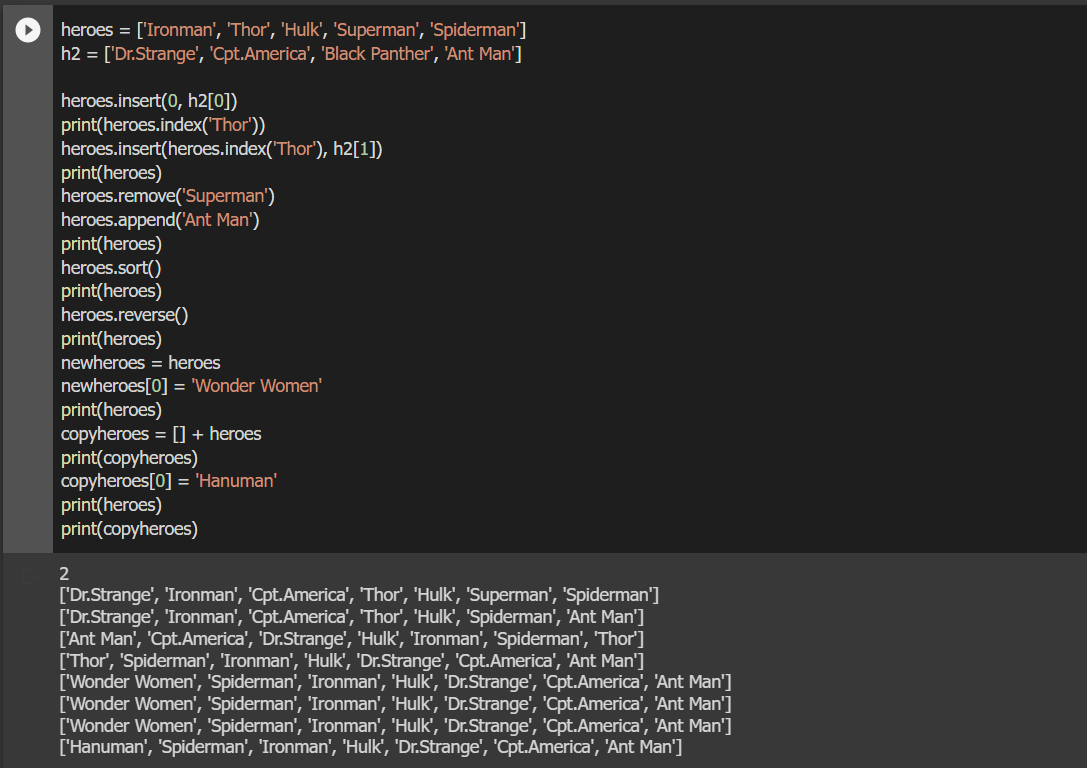 heroes = ['Ironman', 'Thor', 'Hulk', 'Superman', 'Spiderman']
h2 = ['Dr.Strange', 'Cpt.America', 'Black Panther', 'Ant Man']
heroes.insert(0, h2[0])
print(heroes.index('Thor'))
heroes.insert(heroes.index('Thor'), h2[1])
print(heroes)
heroes.remove('Superman')
heroes.append('Ant Man')
print(heroes)
heroes.sort()
print(heroes)
heroes.reverse()
print(heroes)
newheroes = heroes
newheroes[0] = 'Wonder Women'
print(heroes)
copyheroes = [] + heroes
print(copyheroes)
copyheroes[0] = 'Hanuman'
print(heroes)
print(copyheroes)
2
['Dr.Strange', 'Ironman', 'Cpt.America', 'Thor', 'Hulk', 'Superman', 'Spiderman']
['Dr.Strange', 'Ironman', 'Cpt.America', 'Thor', 'Hulk', 'Spiderman', 'Ant Man']
['Ant Man', 'Cpt.America', 'Dr.Strange', 'Hulk', 'Ironman', 'Spiderman', 'Thor']
['Thor', 'Spiderman', 'Ironman', 'Hulk', 'Dr.Strange', 'Cpt.America', 'Ant Man']
['Wonder Women', 'Spiderman', 'Ironman', 'Hulk', 'Dr.Strange', 'Cpt.America', 'Ant Man']
['Wonder Women', 'Spiderman', 'Ironman', 'Hulk', 'Dr.Strange', 'Cpt.America', 'Ant Man']
['Wonder Women', 'Spiderman', 'Ironman', 'Hulk', 'Dr.Strange', 'Cpt.America', 'Ant Man']
['Hanuman', 'Spiderman', 'Ironman', 'Hulk', 'Dr.Strange', 'Cpt.America', 'Ant Man']